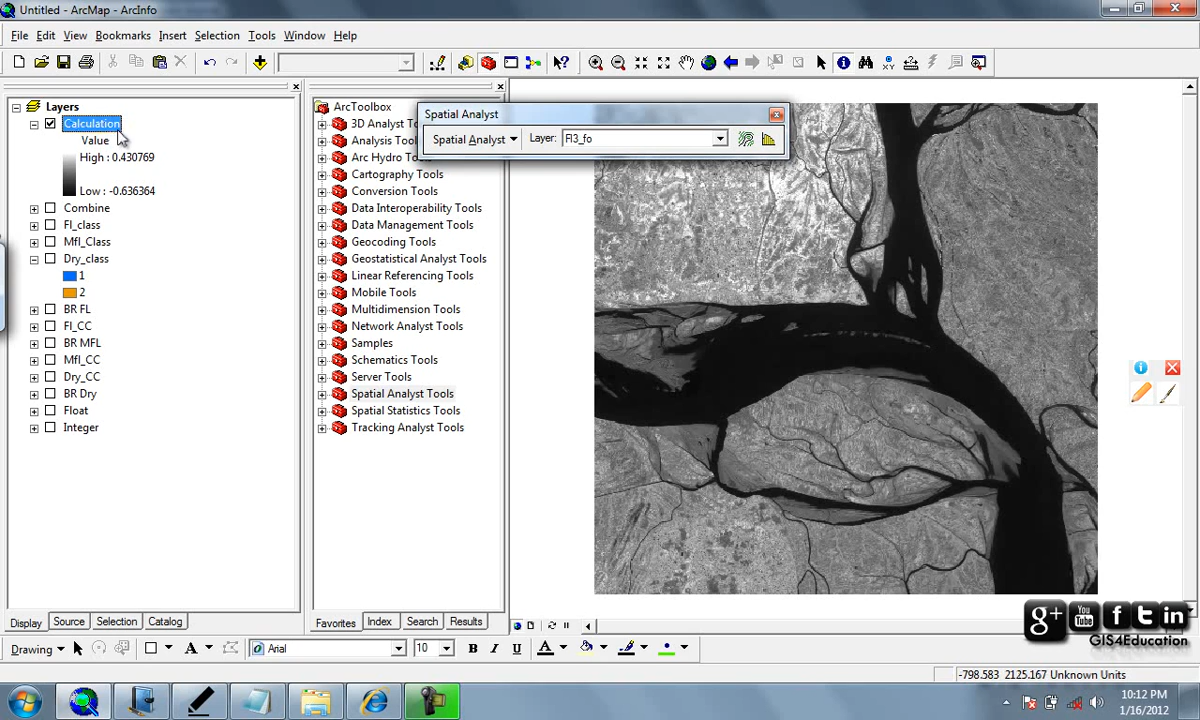 Untitled - ArcMap - ArcInfo
File Edit View Bookmarks Insert Selection Tools Window Help
Layers
Calculation
Value
High : 0.430769
Low : -0.636364
Combine
Fl_class
Mfl_Class
Dry_class
1
2
BR FL
Fl_CC
BR MFL
Mfl_CC
Dry_CC
BR Dry
Float
Integer
Display Source Selection Catalog
ArcToolbox
3D Analyst To
Analysis Tool
Arc Hydro To
Cartography Tools
Conversion Tools
Data Interoperability Tools
Data Management Tools
Geocoding Tools
Geostatistical Analyst Tools
Linear Referencing Tools
Mobile Tools
Multidimension Tools
Network Analyst Tools
Samples
Schematics Tools
Server Tools
Spatial Analyst Tools
Spatial Statistics Tools
Tracking Analyst Tools
Favorites Index Search Results
Spatial Analyst
Spatial Analyst Layer: Fl3_fo
g+ You Tube f t in
GIS4Education
Drawing A Arial 10 B I U A
-798.583 2125.167 Unknown Units
10:12 PM
1/16/2012